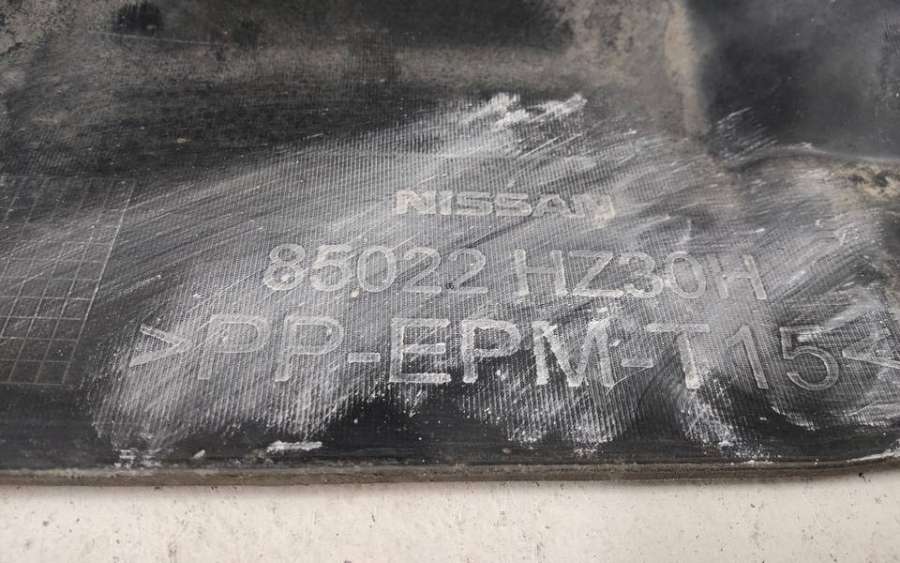 NISSAN
85022 HZ30H
>PP-EPM-T15<